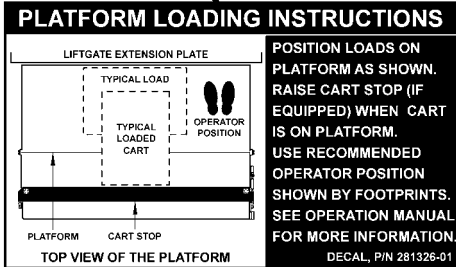 PLATFORM LOADING INSTRUCTIONS
LIFTGATE EXTENSION PLATE
TYPICAL LOAD
TYPICAL
LOADED
CART
OPERATOR
POSITION
PLATFORM
CART STOP
TOP VIEW OF THE PLATFORM
POSITION LOADS ON
PLATFORM AS SHOWN.
RAISE CART STOP (IF
EQUIPPED) WHEN CART
IS ON PLATFORM.
USE RECOMMENDED
OPERATOR POSITION
SHOWN BY FOOTPRINTS.
SEE OPERATION MANUAL
FOR MORE INFORMATION.
DECAL, P/N 281326-01